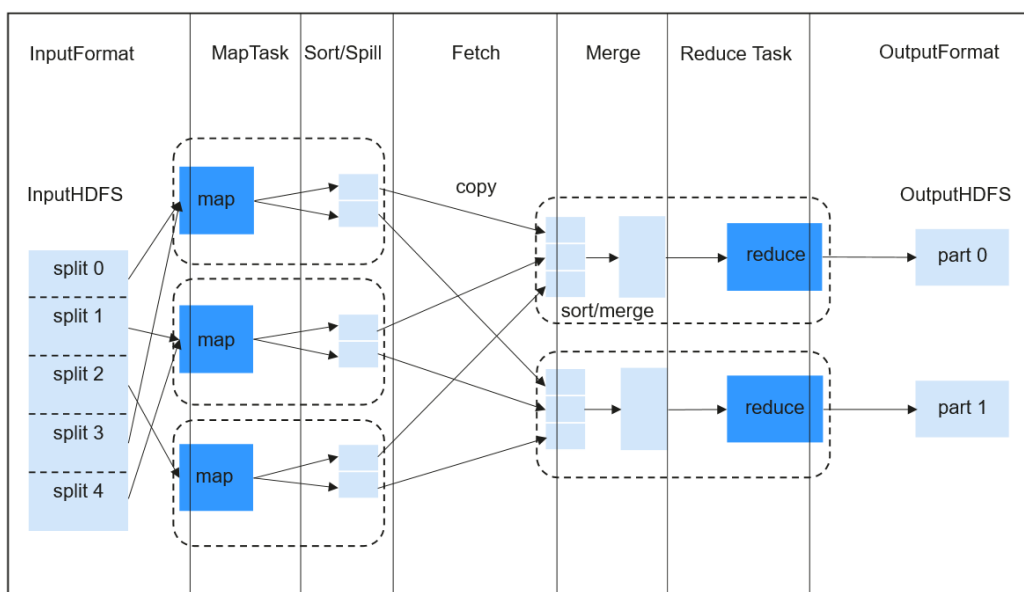 InputFormat
MapTask
Sort/Spill
Fetch
Merge
Reduce Task
OutputFormat
InputHDFS
split 0
split 1
split 2
split 3
split 4
map
map
map
copy
sort/merge
reduce
reduce
OutputHDFS
part 0
part 1